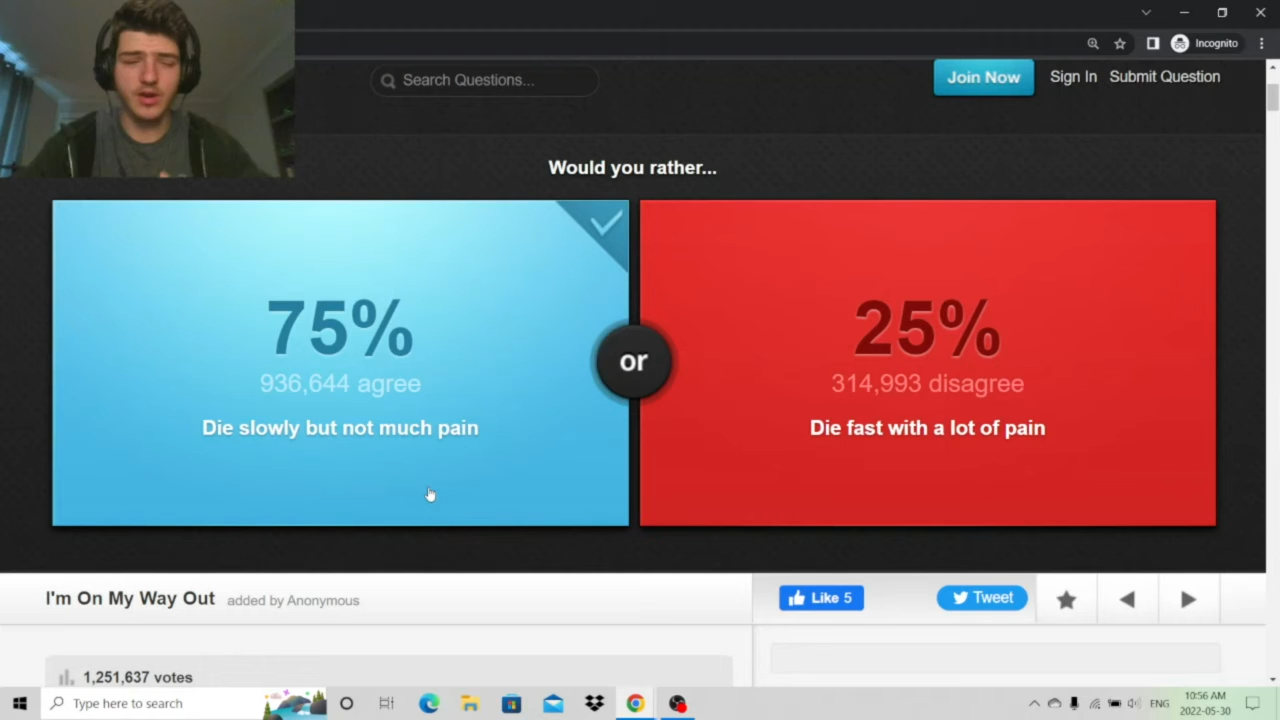 Incognito
Search Questions...
Join Now
Sign In
Submit Question
Would you rather...
75%
936,644 agree
Die slowly but not much pain
or
25%
314,993 disagree
Die fast with a lot of pain
I'm On My Way Out
added by Anonymous
Like 5
Tweet
1,251,637 votes
Type here to search
ENG
10:56 AM
2022-05-30